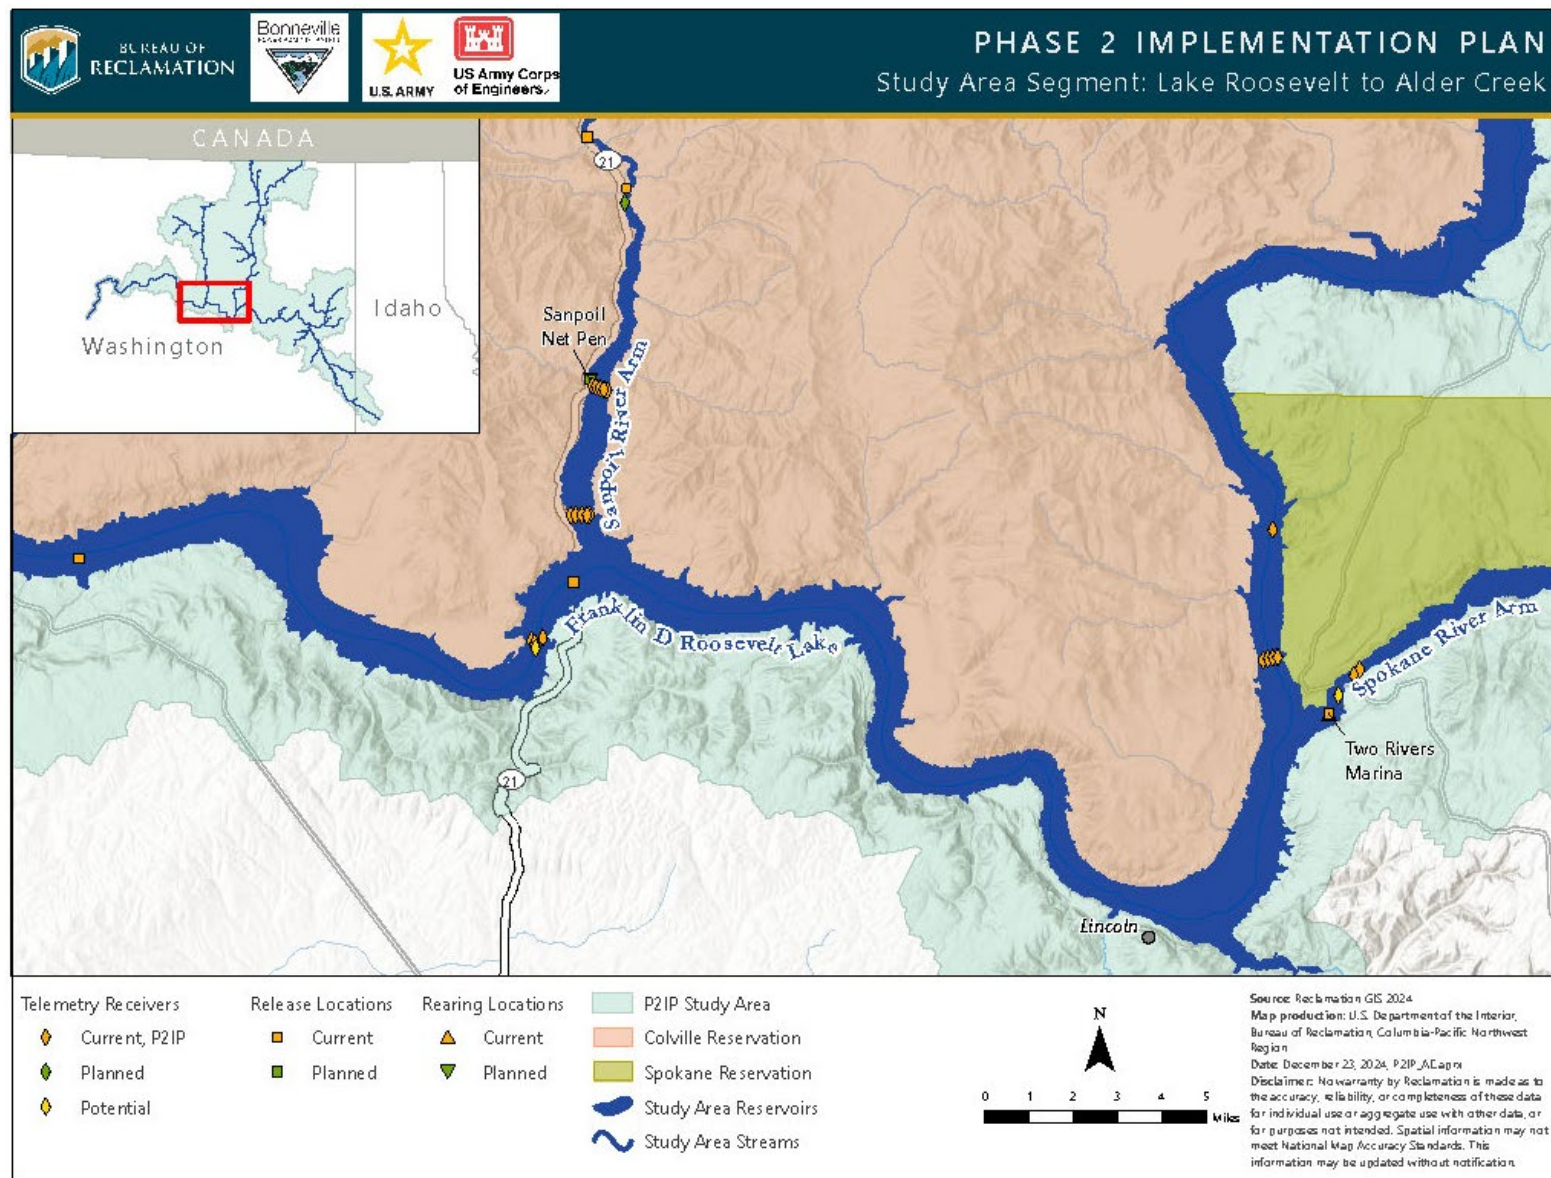 BUREAU OF
RECLAMATION
Bonneville
U.S. ARMY
US Army Corps
of Engineers
PHASE 2 IMPLEMENTATION PLAN
Study Area Segment: Lake Roosevelt to Alder Creek
CANADA
Washington
Idaho
21
Sanpoil
Net Pen
Sanpoil River Arm
Franklin D Roosevelt Lake
Spokane River Arm
Two Rivers
Marina
21
Lincoln
Telemetry Receivers
Current, P2IP
Planned
Potential
Release Locations
Current
Planned
Rearing Locations
Current
Planned
P2IP Study Area
Colville Reservation
Spokane Reservation
Study Area Reservoirs
Study Area Streams
N
0 1 2 3 4 5
Miles
Source: Reclamation GIS 2024
Map production: U.S. Department of the Interior,
Bureau of Reclamation, Columbia-Pacific Northwest
Region
Date: December 23, 2024, P2IP_AE.aprx
Disclaimer: No warranty by Reclamation is made as to
the accuracy, reliability, or completeness of these data
for individual use or aggregate use with other data, or
for purposes not intended. Spatial information may not
meet National Map Accuracy Standards. This
information may be updated without notification.